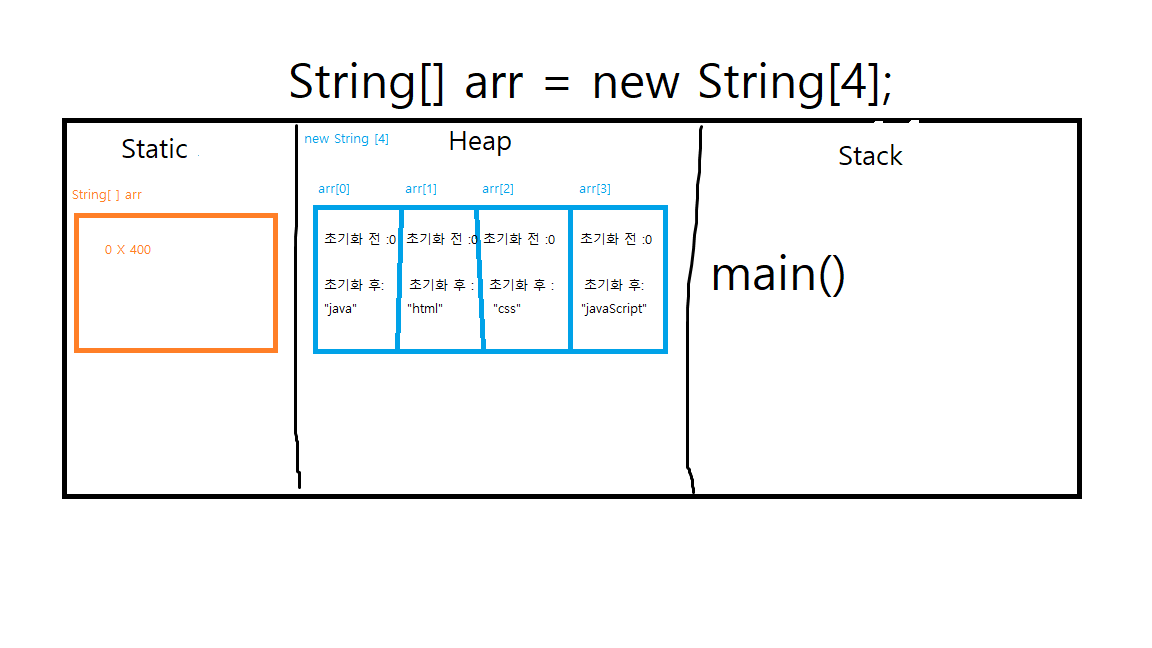 String[] arr = new String[4];
Static
new String [4]
Heap
Stack
String[ ] arr
0 X 400
arr[0] arr[1] arr[2] arr[3]
초기화 전 :0 초기화 전 :0 초기화 전 :0 초기화 전 :0
초기화 후: 초기화 후 : 초기화 후 : 초기화 후:
"java" "html" "css" "javaScript"
main()